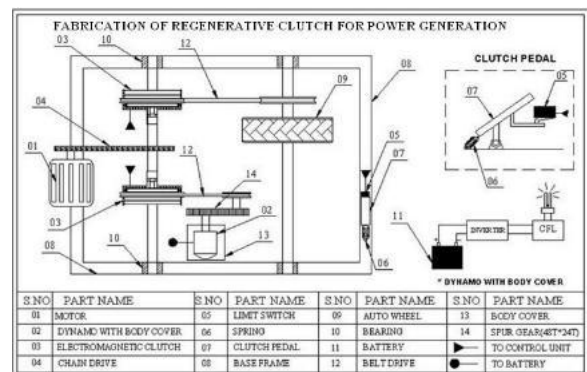 FABRICATION OF REGENERATIVE CLUTCH FOR POWER GENERATION
03
10
12
09
08
04
01
05
07
12
14
02
13
03
10
08
06
CLUTCH PEDAL
07
05
06
11
DIVERTER
CFL
* DYNAMO WITH BODY COVER
S.NO PART NAME S.NO PART NAME S.NO PART NAME S.NO PART NAME
01 MOTOR 05 LIMIT SWITCH 09 AUTO WHEEL 13 BODY COVER
02 DYNAMO WITH BODY COVER 06 SPRING 10 BEARING 14 SPUR GEAR(48T*24T)
03 ELECTROMAGNETIC CLUTCH 07 CLUTCH PEDAL 11 BATTERY TO CONTROL UNIT
04 CHAIN DRIVE 08 BASE FRAME 12 BELT DRIVE TO BATTERY